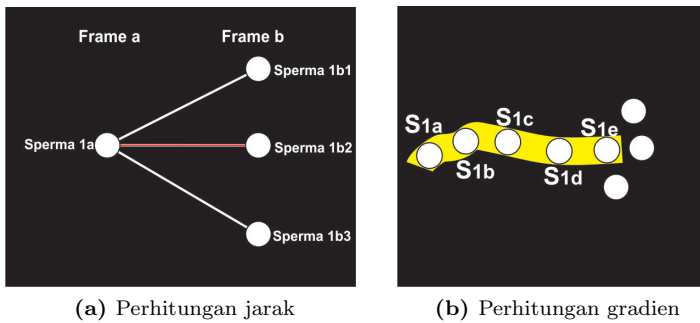 Frame a
Frame b
Sperma 1b1
Sperma 1a
Sperma 1b2
Sperma 1b3
(a) Perhitungan jarak
S1a
S1c
S1e
S1b
S1d
(b) Perhitungan gradien